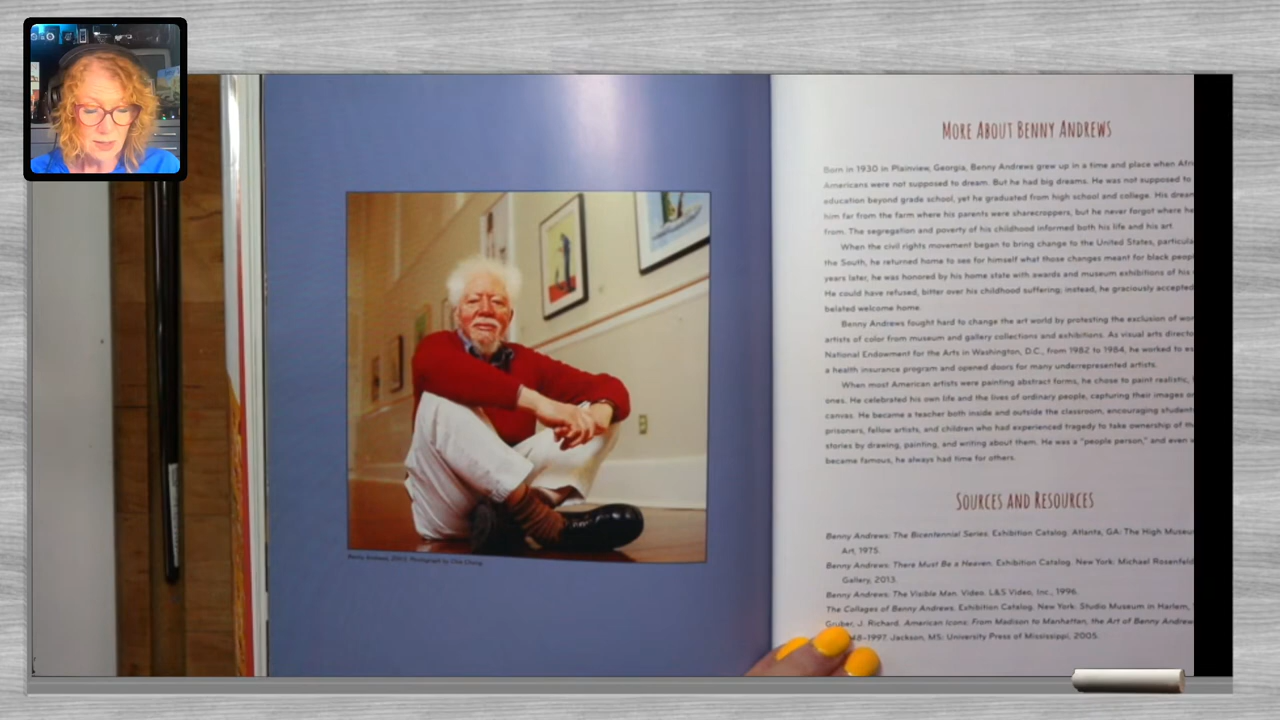 MORE ABOUT BENNY ANDREWS
Born in 1930 in Plainview, Georgia, Benny Andrews grew up in a time and place when Afri
Americans were not supposed to dream. But he had big dreams. He was not supposed to
education beyond grade school, yet he graduated from high school and college. His drea
him far from the farm where his parents were sharecroppers, but he never forgot where he
from. The segregation and poverty of his childhood informed both his life and his art.
When the civil rights movement began to bring change to the United States, particula
the South, he returned home to see for himself what those changes meant for black peop
years later, he was honored by his home state with awards and museum exhibitions of his
He could have refused, bitter over his childhood suffering; instead, he graciously accepted
belated welcome home.
Benny Andrews fought hard to change the art world by protesting the exclusion of wo
artists of color from museum and gallery collections and exhibitions. As visual arts directo
National Endowment for the Arts in Washington, D.C., from 1982 to 1984, he worked to es
a health insurance program and opened doors for many underrepresented artists.
When most American artists were painting abstract forms, he chose to paint realistic,
ones. He celebrated his own life and the lives of ordinary people, capturing their images o
canvas. He became a teacher both inside and outside the classroom, encouraging student
prisoners, fellow artists, and children who had experienced tragedy to take ownership of th
stories by drawing, painting, and writing about them. He was a "people person," and even
became famous, he always had time for others.
SOURCES AND RESOURCES
Benny Andrews: The Bicentennial Series. Exhibition Catalog. Atlanta, GA: The High Museu
Art, 1975.
Benny Andrews: There Must Be a Heaven. Exhibition Catalog. New York: Michael Rosenfeld
Gallery, 2013.
Benny Andrews: The Visible Man. Video. L&S Video, Inc., 1996.
The Collages of Benny Andrews. Exhibition Catalog. New York: Studio Museum in Harlem,
Gruber, J. Richard. American Icons: From Madison to Manhattan, the Art of Benny Andrew
48–1997. Jackson, MS: University Press of Mississippi, 2005.